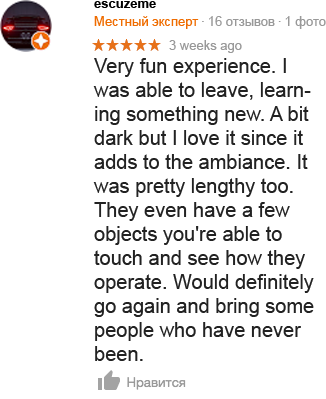 escuzeme
Местный эксперт · 16 отзывов · 1 фото
3 weeks ago
Very fun experience. I
was able to leave, learn-
ing something new. A bit
dark but I love it since it
adds to the ambiance. It
was pretty lengthy too.
They even have a few
objects you're able to
touch and see how they
operate. Would definitely
go again and bring some
people who have never
been.
Нравится